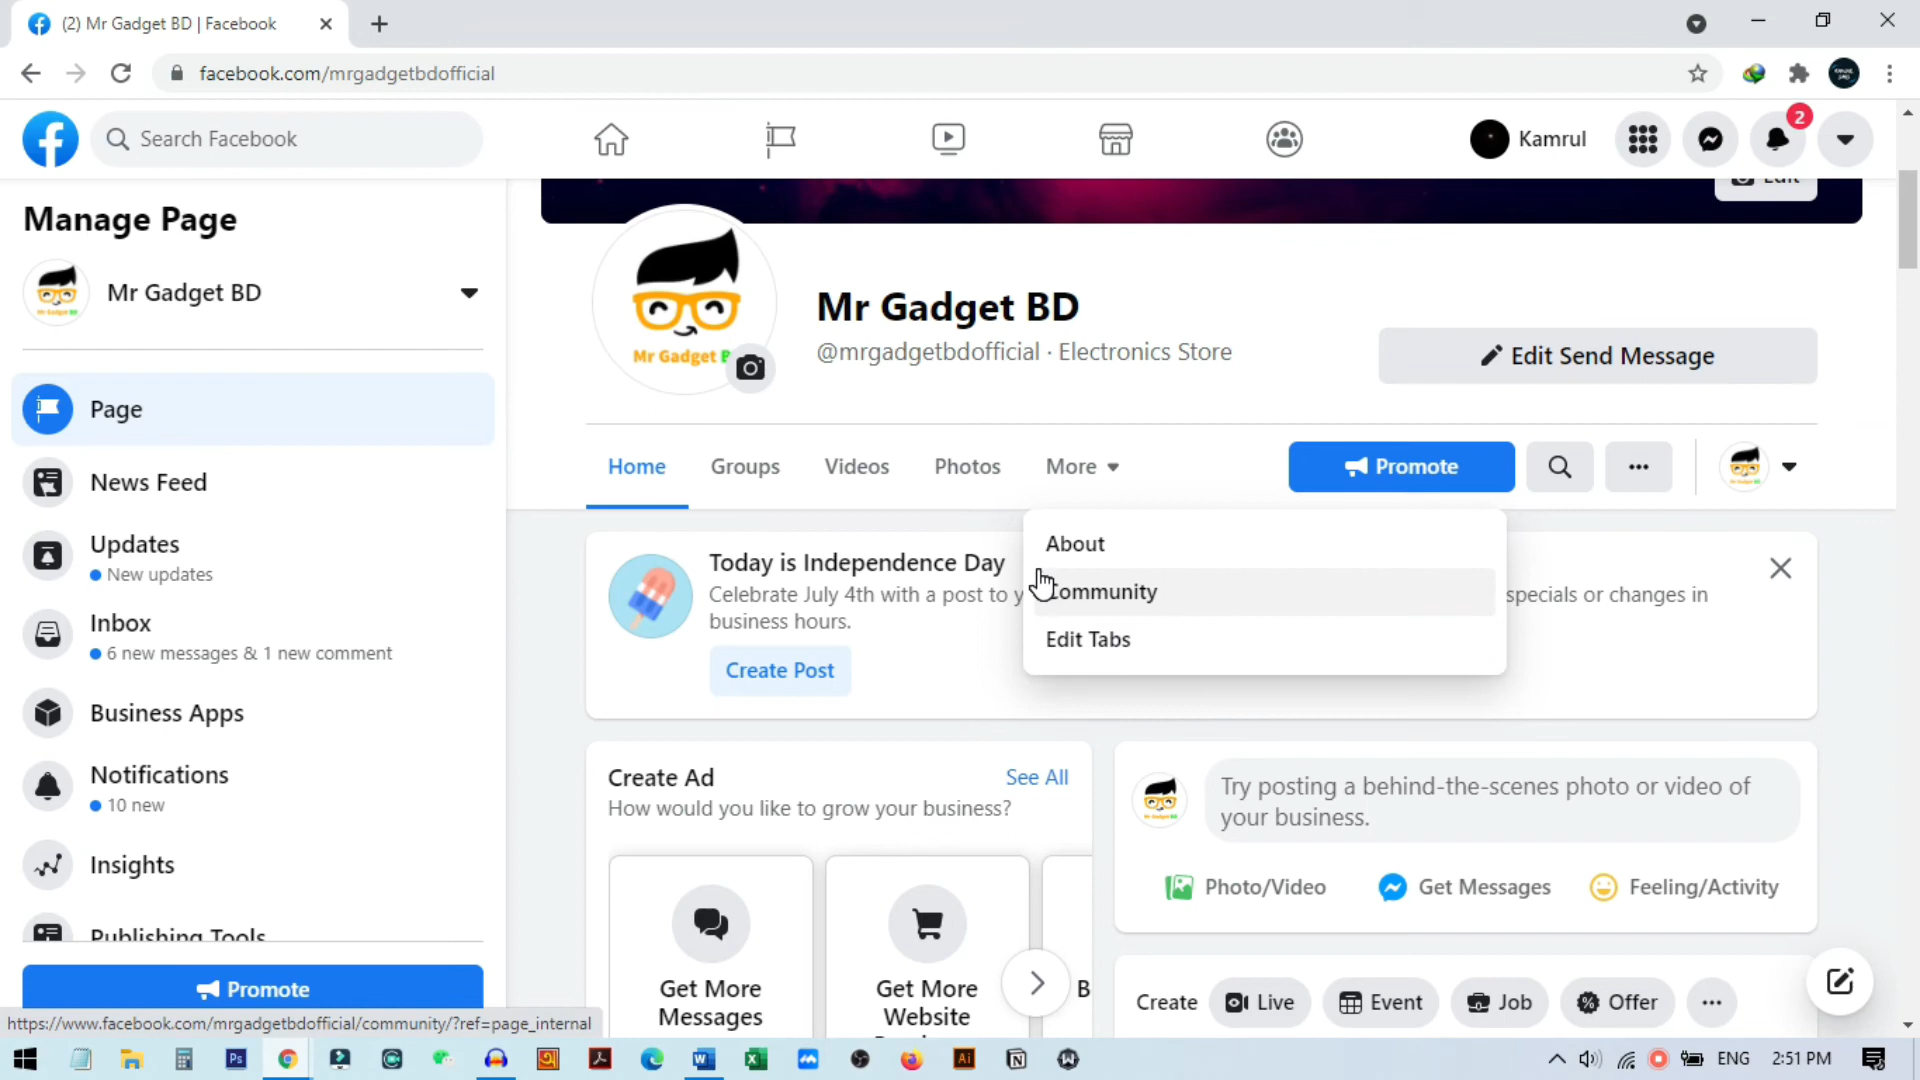 (2) Mr Gadget BD | Facebook
facebook.com/mrgadgetbdofficial
Search Facebook
Kamrul
2
Manage Page
Mr Gadget BD
Page
News Feed
Updates
New updates
Inbox
6 new messages & 1 new comment
Business Apps
Notifications
10 new
Insights
Publishing Tools
Promote
https://www.facebook.com/mrgadgetbdofficial/community/?ref=page_internal
Edit
Mr Gadget B
Mr Gadget BD
@mrgadgetbdofficial · Electronics Store
Edit Send Message
Home
Groups
Videos
Photos
More
Promote
About
Community
Edit Tabs
Today is Independence Day
Celebrate July 4th with a post to y
specials or changes in
business hours.
Create Post
Create Ad
See All
How would you like to grow your business?
Get More
Messages
Get More
Website
B
Try posting a behind-the-scenes photo or video of
your business.
Photo/Video
Get Messages
Feeling/Activity
Create
Live
Event
Job
Offer
ENG
2:51 PM